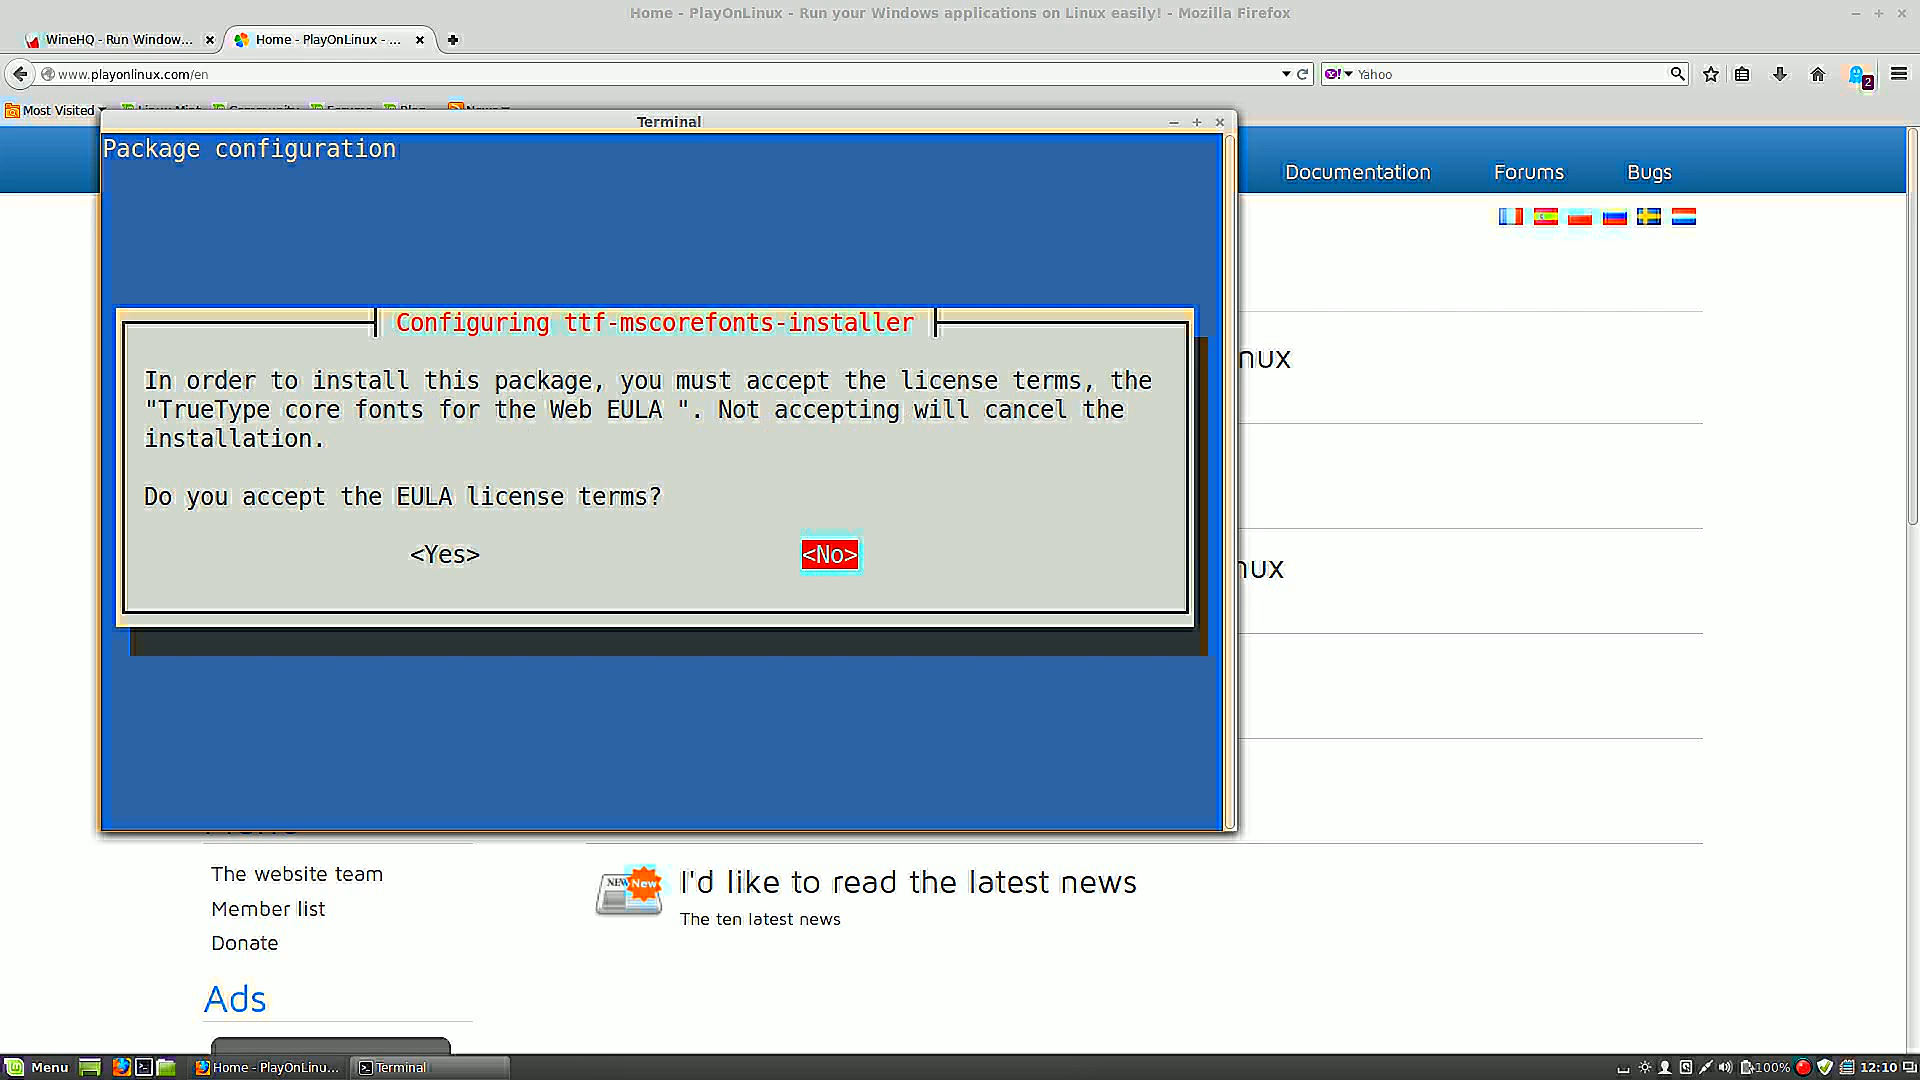 Home - PlayOnLinux - Run your Windows applications on Linux easily! - Mozilla Firefox
WineHQ - Run Window...
Home - PlayOnLinux - ...
www.playonlinux.com/en
Yahoo
2
Most Visited
Terminal
Package configuration
Documentation
Forums
Bugs
Configuring ttf-mscorefonts-installer
In order to install this package, you must accept the license terms, the
"TrueType core fonts for the Web EULA ". Not accepting will cancel the
installation.
Do you accept the EULA license terms?
<Yes>
<No>
The website team
Member list
Donate
Ads
NEW
New
I'd like to read the latest news
The ten latest news
Menu
Home - PlayOnLinu...
Terminal
100%
12:10